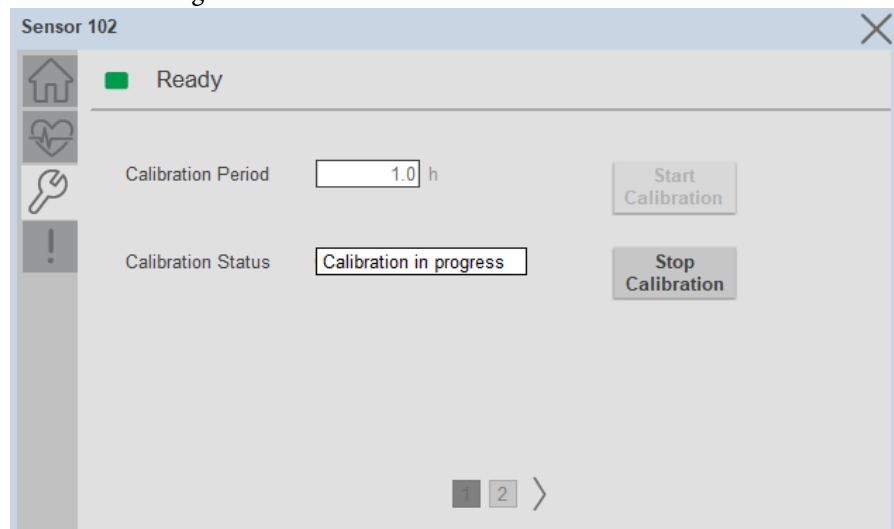 Sensor 102
Ready
Calibration Period 1.0 h
Start
Calibration
Calibration Status Calibration in progress
Stop
Calibration
1 2